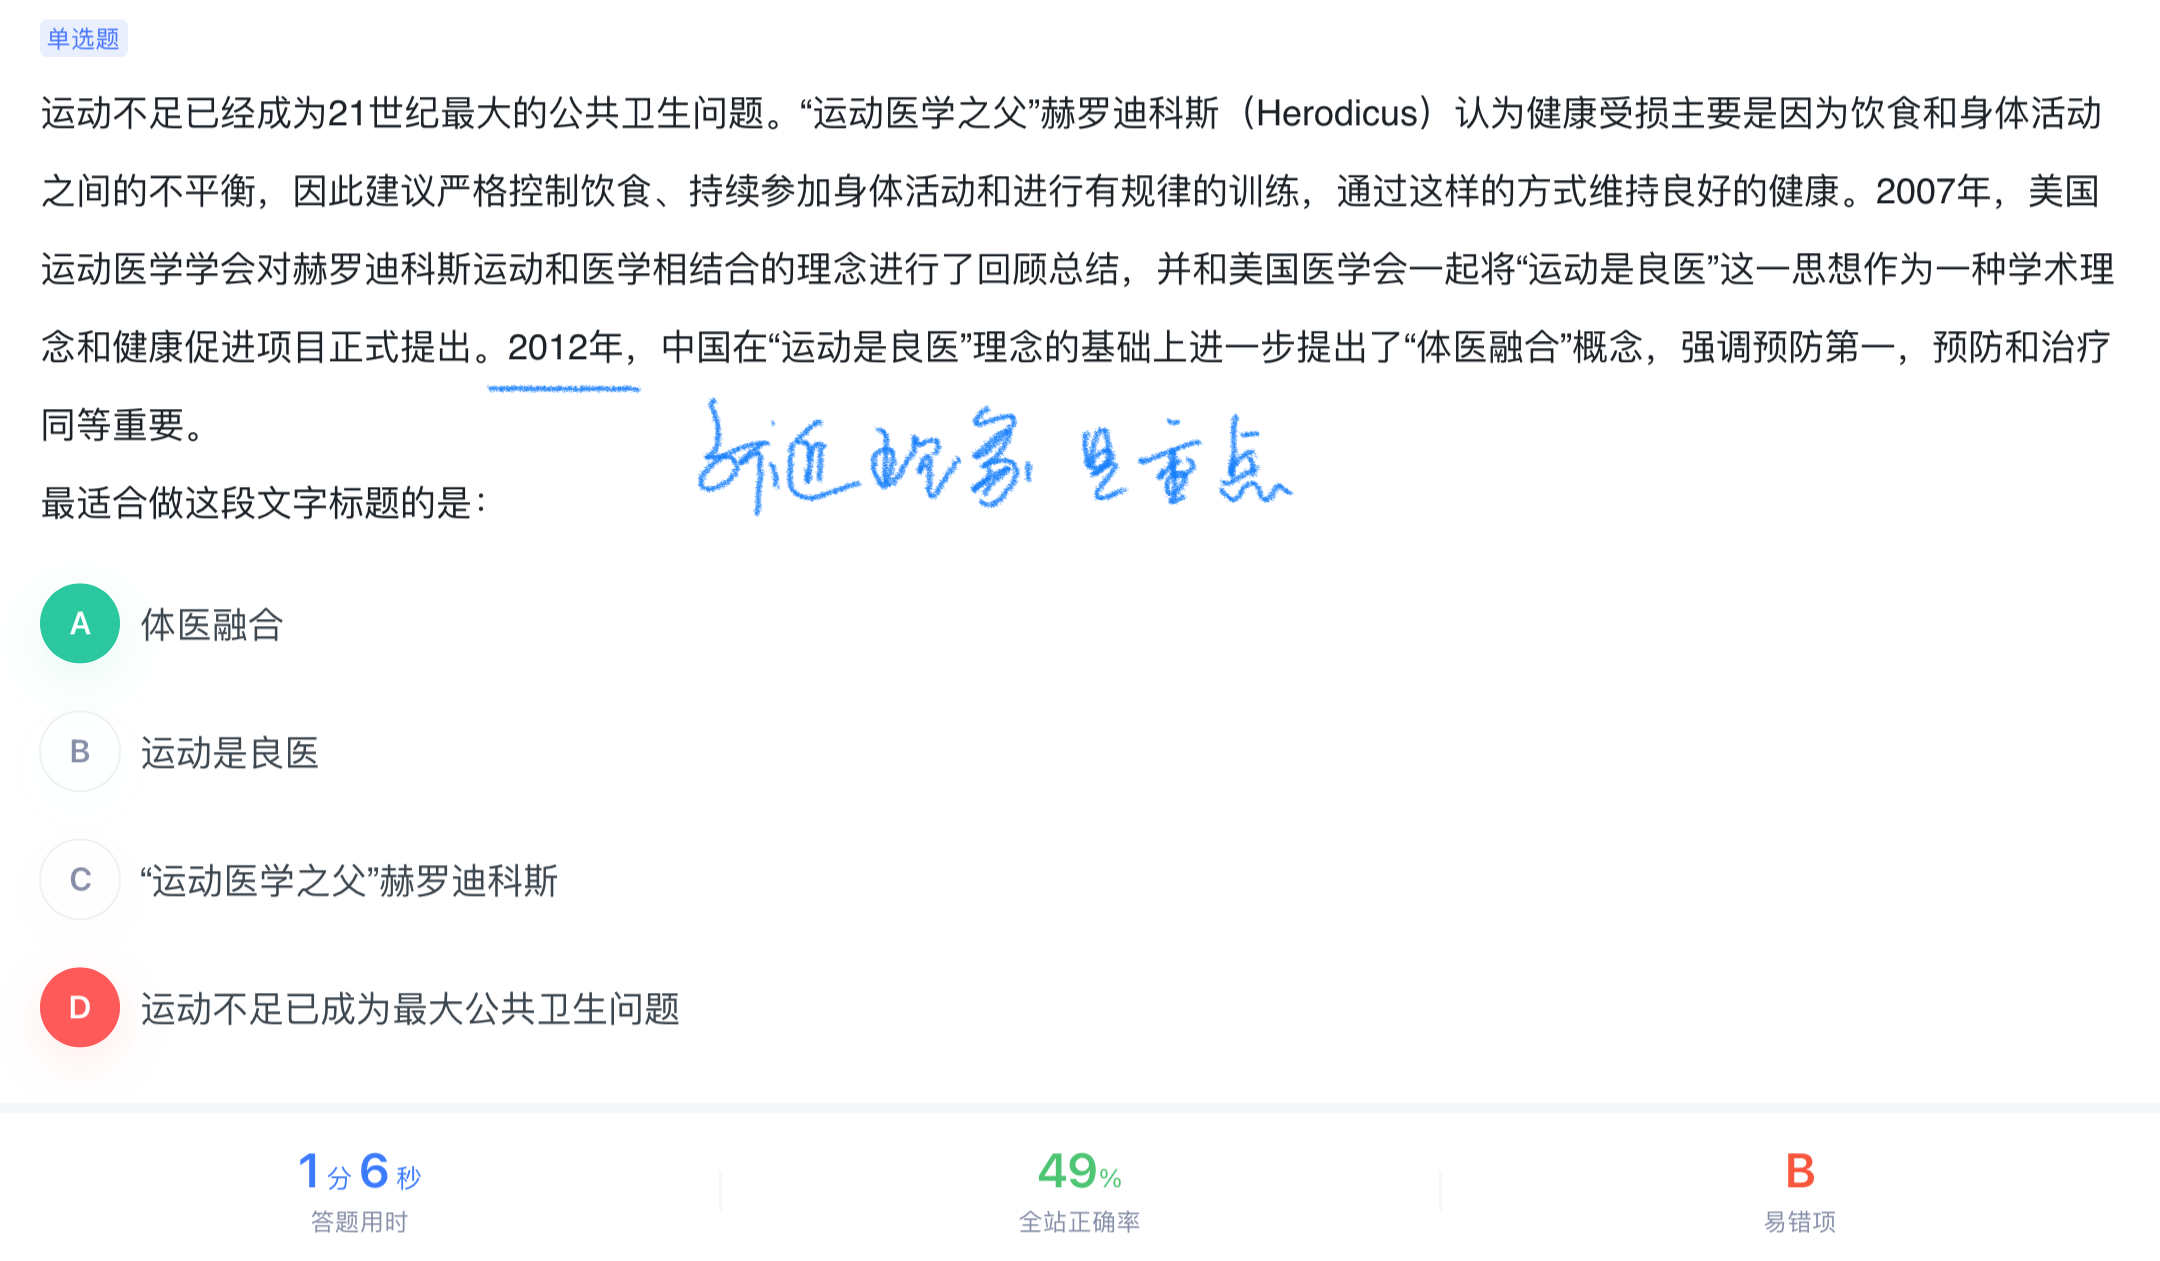 单选题
运动不足已经成为21世纪最大的公共卫生问题。“运动医学之父”赫罗迪科斯（Herodicus）认为健康受损主要是因为饮食和身体活动
之间的不平衡，因此建议严格控制饮食、持续参加身体活动和进行有规律的训练，通过这样的方式维持良好的健康。2007年，美国
运动医学学会对赫罗迪科斯运动和医学相结合的理念进行了回顾总结，并和美国医学会一起将“运动是良医”这一思想作为一种学术理
念和健康促进项目正式提出。2012年，中国在“运动是良医”理念的基础上进一步提出了“体医融合”概念，强调预防第一，预防和治疗
同等重要。
近现象是重点
最适合做这段文字标题的是：
A 体医融合
B 运动是良医
C “运动医学之父”赫罗迪科斯
D 运动不足已成为最大公共卫生问题
1分6秒 49% B
答题用时 全站正确率 易错项